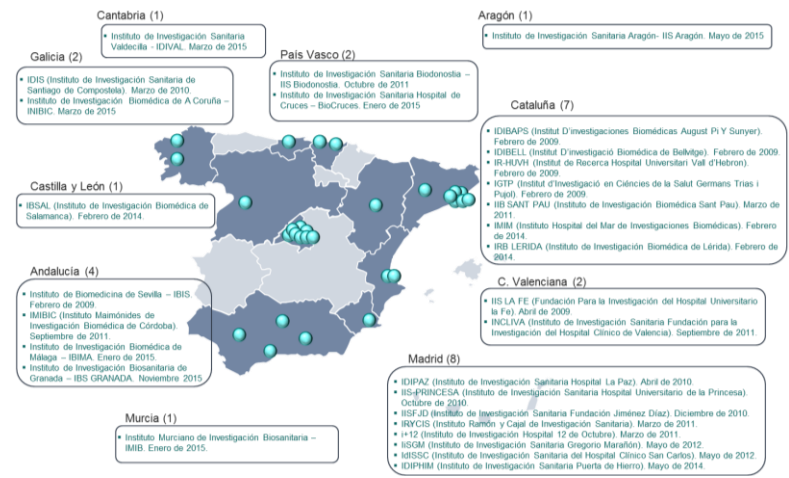 Cantabria (1)
• Instituto de Investigación Sanitaria
Valdecilla - IDIVAL. Marzo de 2015
Aragón (1)
• Instituto de Investigación Sanitaria Aragón- IIS Aragón. Mayo de 2015
Galicia (2)
• IDIS (Instituto de Investigación Sanitaria de
Santiago de Compostela). Marzo de 2010.
• Instituto de Investigación Biomédica de A Coruña –
INIBIC. Marzo de 2015
País Vasco (2)
• Instituto de Investigación Sanitaria Biodonostia –
IIS Biodonostia. Octubre de 2011
• Instituto de Investigación Sanitaria Hospital de
Cruces – BioCruces. Enero de 2015
Cataluña (7)
• IDIBAPS (Institut D’investigaciones Biomédicas August Pi Y Sunyer).
Febrero de 2009.
• IDIBELL (Institut D’investigació Biomédica de Bellvitge). Febrero de 2009.
• IR-HUVH (Institut de Recerca Hospital Universitari Vall d’Hebron).
Febrero de 2009.
• IGTP (Institut d’Investigació en Ciéncies de la Salut Germans Trias i
Pujol). Febrero de 2009.
• IIB SANT PAU (Instituto de Investigación Biomédica Sant Pau). Marzo de
2011.
• IMIM (Instituto Hospital del Mar de Investigaciones Biomédicas). Febrero
de 2014.
• IRB LERIDA (Instituto de Investigación Biomédica de Lérida). Febrero de
2014.
Castilla y León (1)
• IBSAL (Instituto de Investigación Biomédica de
Salamanca). Febrero de 2014.
Andalucía (4)
• Instituto de Biomedicina de Sevilla – IBIS.
Febrero de 2009.
• IMIBIC (Instituto Maimónides de
Investigación Biomédica de Córdoba).
Septiembre de 2011.
• Instituto de Investigación Biomédica de
Málaga – IBIMA. Enero de 2015.
• Instituto de Investigación Biosanitaria de
Granada – IBS GRANADA. Noviembre 2015
C. Valenciana (2)
• IIS LA FE (Fundación Para la Investigación del Hospital Universitario
la Fe). Abril de 2009.
• INCLIVA (Instituto de Investigación Sanitaria Fundación para la
Investigación del Hospital Clínico de Valencia). Septiembre de 2011.
Madrid (8)
• IDIPAZ (Instituto de Investigación Sanitaria Hospital La Paz). Abril de 2010.
• IIS-PRINCESA (Instituto de Investigación Sanitaria Hospital Universitario de la Princesa).
Octubre de 2010.
• IISFJD (Instituto de Investigación Sanitaria Fundación Jiménez Díaz). Diciembre de 2010.
• IRYCIS (Instituto Ramón y Cajal de Investigación Sanitaria). Marzo de 2011.
• i+12 (Instituto de Investigación Hospital 12 de Octubre). Marzo de 2011.
• IiSGM (Instituto de Investigación Sanitaria Gregorio Marañón). Mayo de 2012.
• IdISSC (Instituto de Investigación Sanitaria del Hospital Clínico San Carlos). Mayo de 2012.
• IDIPHIM (Instituto de Investigación Sanitaria Puerta de Hierro). Mayo de 2014.
Murcia (1)
• Instituto Murciano de Investigación Biosanitaria –
IMIB. Enero de 2015.